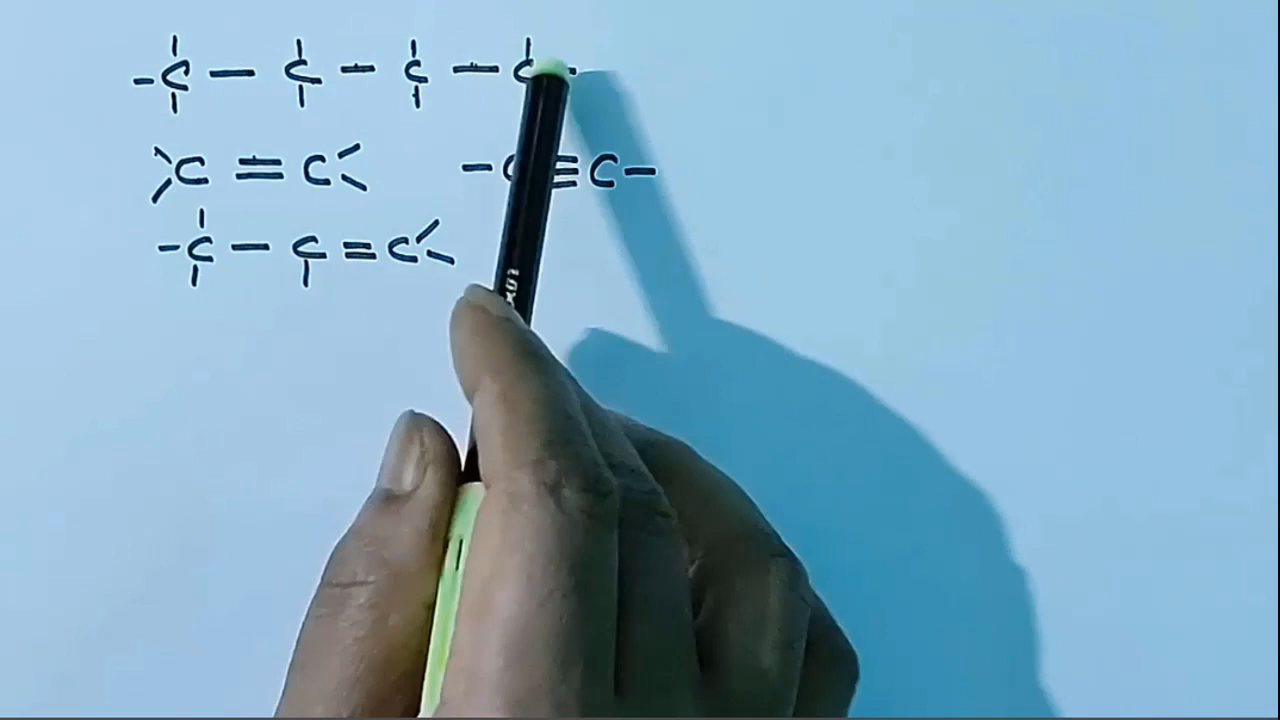 -C - C - C - C-
>C = C<
-C ≡ C-
-C - C = C<